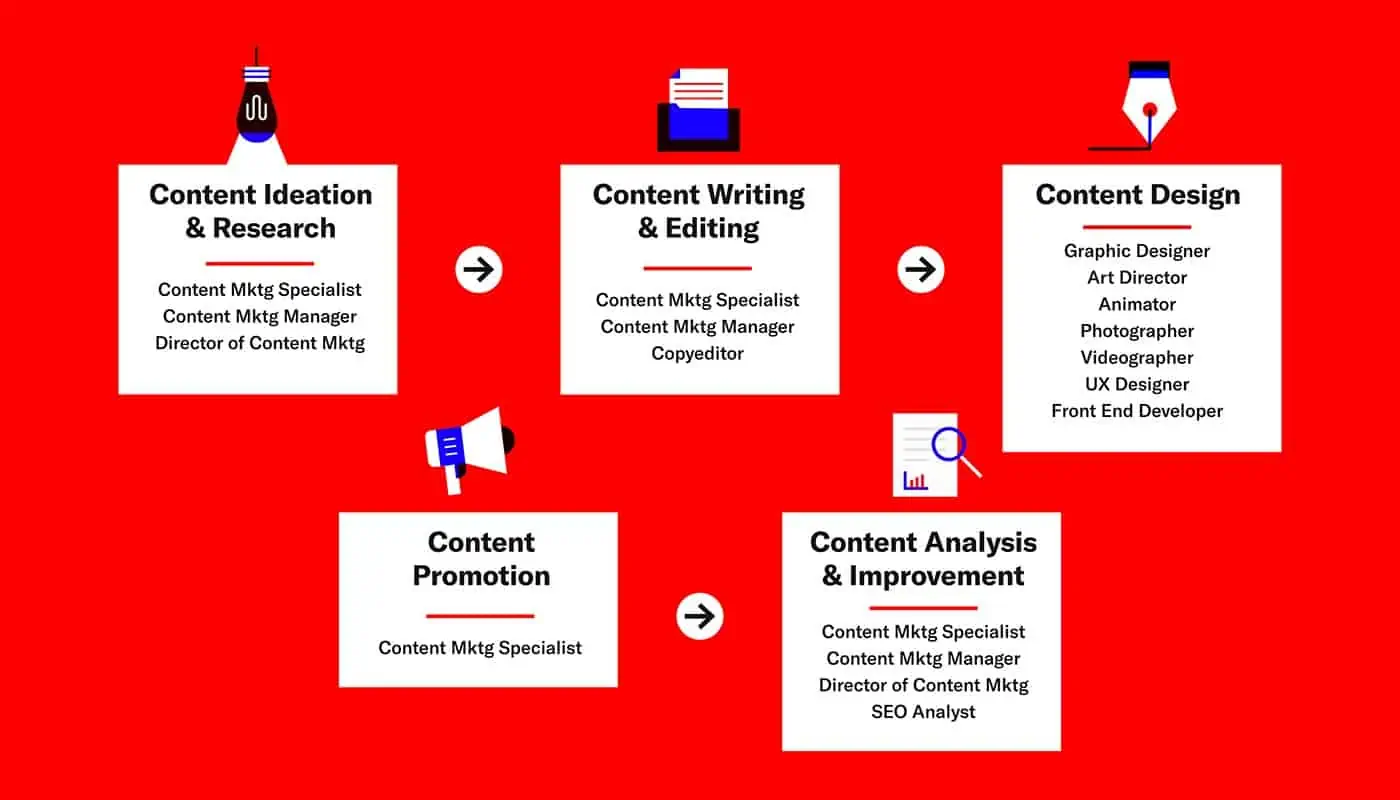 Content Ideation
& Research
Content Mktg Specialist
Content Mktg Manager
Director of Content Mktg
Content Writing
& Editing
Content Mktg Specialist
Content Mktg Manager
Copyeditor
Content Design
Graphic Designer
Art Director
Animator
Photographer
Videographer
UX Designer
Front End Developer
Content
Promotion
Content Mktg Specialist
Content Analysis
& Improvement
Content Mktg Specialist
Content Mktg Manager
Director of Content Mktg
SEO Analyst